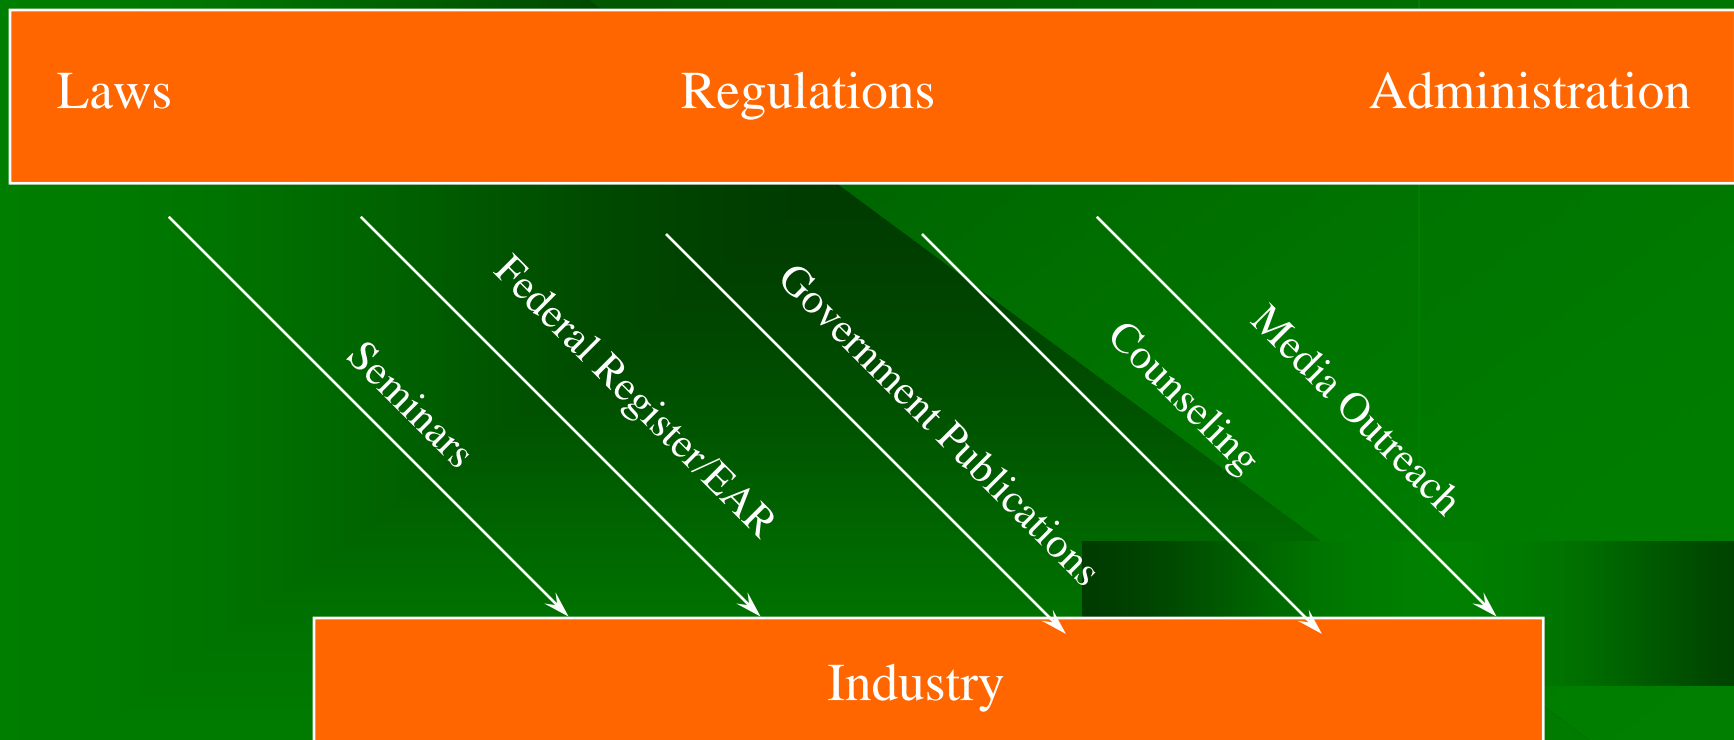 Laws
Regulations
Administration
Seminars
Federal Register/EAR
Government Publications
Counseling
Media Outreach
Industry